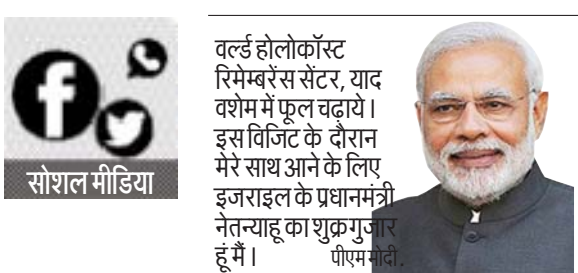 सोशल मीडिया
वर्ल्ड होलोकॉस्ट
रिमेम्बरेंस सेंटर, याद
वशेम में फूल चढ़ाये।
इस विजिट के दौरान
मेरे साथ आने के लिए
इजराइल के प्रधानमंत्री
नेतन्याहू का शुक्रगुजार
हूं मैं। पीएम मोदी.